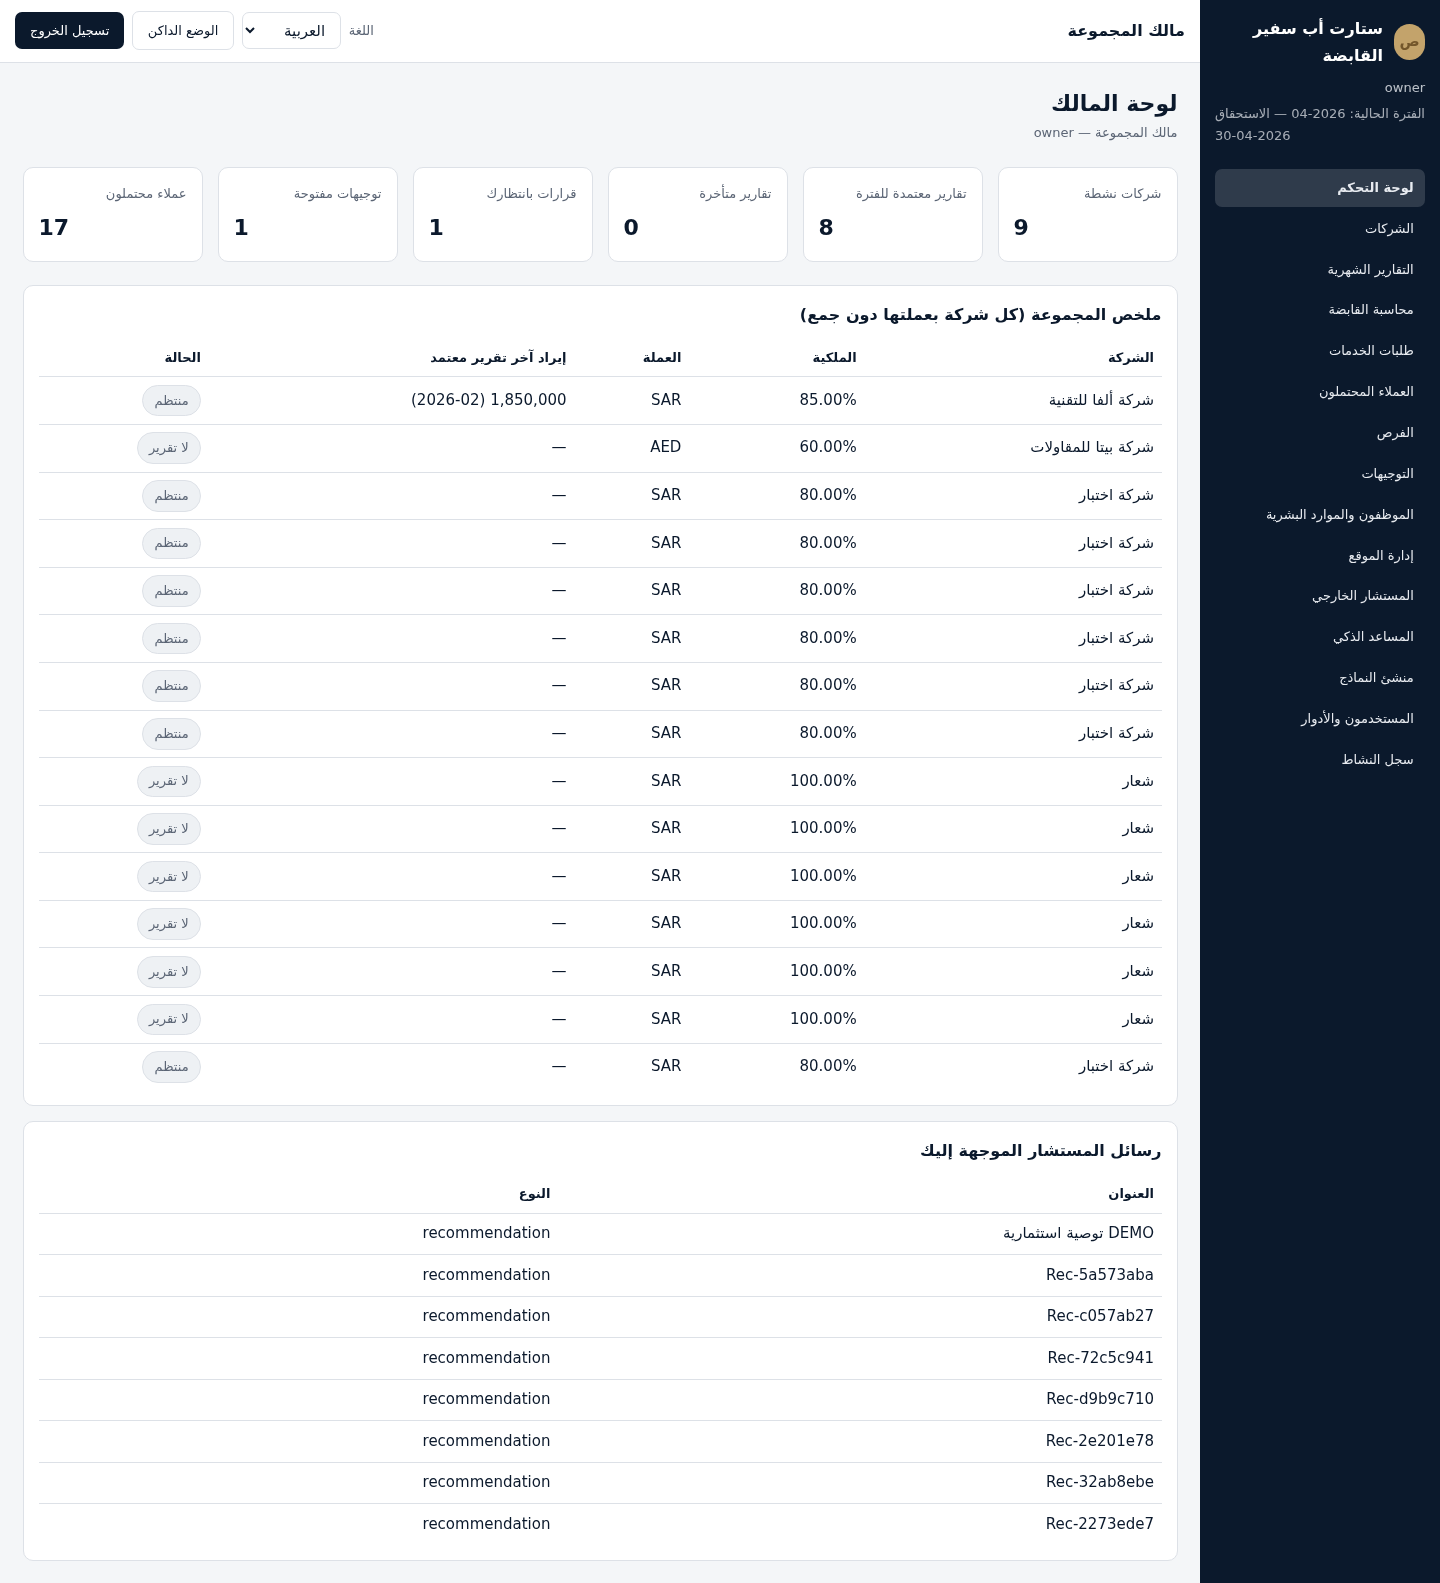 ص
ستارت أب سفير
القابضة
owner
الفترة الحالية: 2026-04 — الاستحقاق
30-04-2026
لوحة التحكم
الشركات
التقارير الشهرية
محاسبة القابضة
طلبات الخدمات
العملاء المحتملون
الفرص
التوجيهات
الموظفون والموارد البشرية
إدارة الموقع
المستشار الخارجي
المساعد الذكي
منشئ النماذج
المستخدمون والأدوار
سجل النشاط
مالك المجموعة
اللغة العربية الوضع الداكن تسجيل الخروج
لوحة المالك
مالك المجموعة — owner
شركات نشطة
9
تقارير معتمدة للفترة
8
تقارير متأخرة
0
قرارات بانتظارك
1
توجيهات مفتوحة
1
عملاء محتملون
17
ملخص المجموعة (كل شركة بعملتها دون جمع)
الشركة الملكية العملة إيراد آخر تقرير معتمد الحالة
شركة ألفا للتقنية 85.00% SAR 1,850,000 (2026-02) منتظم
شركة بيتا للمقاولات 60.00% AED — لا تقرير
شركة اختبار 80.00% SAR — منتظم
شركة اختبار 80.00% SAR — منتظم
شركة اختبار 80.00% SAR — منتظم
شركة اختبار 80.00% SAR — منتظم
شركة اختبار 80.00% SAR — منتظم
شركة اختبار 80.00% SAR — منتظم
شعار 100.00% SAR — لا تقرير
شعار 100.00% SAR — لا تقرير
شعار 100.00% SAR — لا تقرير
شعار 100.00% SAR — لا تقرير
شعار 100.00% SAR — لا تقرير
شعار 100.00% SAR — لا تقرير
شركة اختبار 80.00% SAR — منتظم
رسائل المستشار الموجهة إليك
العنوان النوع
DEMO توصية استثمارية recommendation
Rec-5a573aba recommendation
Rec-c057ab27 recommendation
Rec-72c5c941 recommendation
Rec-d9b9c710 recommendation
Rec-2e201e78 recommendation
Rec-32ab8ebe recommendation
Rec-2273ede7 recommendation